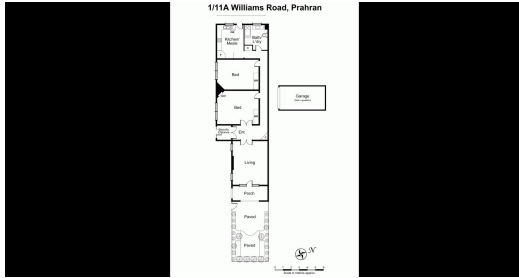 1/11A Williams Road, Prahran
Kitchen/
Meals
Bath
L'dry
Bed
Garage
Bed
Ent
Living
Porch
Paved
Paved
N